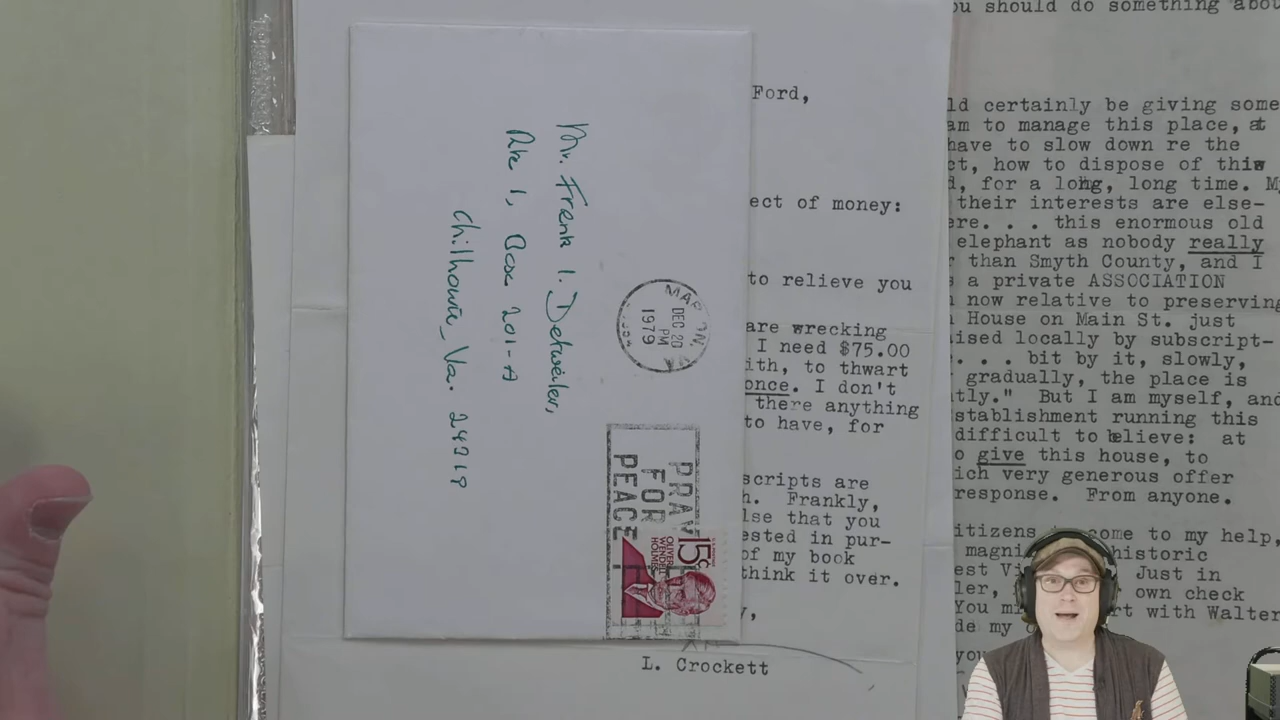 Mr. Frank I. Detweiler,
Rte 1, Box 201-A
Chilhowie, Va. 24319
MAR ON
DEC 20
PM
1979
PRAY
FOR
PEACE
15c
OLIVER
WENDELL
HOLMES
Ford,
ect of money:
to relieve you
are wrecking
I need $75.00
ith, to thwart
once. I don't
there anything
to have, for
scripts are
h. Frankly,
lse that you
ested in pur-
of my book
think it over.
y,
L. Crockett
ou should do something abou
ld certainly be giving some
am to manage this place, at
have to slow down re the
ct, how to dispose of this
d, for a long, long time. M
their interests are else-
ere. . . this enormous old
elephant as nobody really
r than Smyth County, and I
s a private ASSOCIATION
n now relative to preserving
n House on Main St. just
ised locally by subscript-
. . . bit by it, slowly,
gradually, the place is
tly." But I am myself, and
stablishment running this
difficult to believe: at
o give this house, to
ich very generous offer
response. From anyone.
itizens to come to my help,
magni historic
est Vi Just in
ler, own check
You mi rt with Walter
de my
you